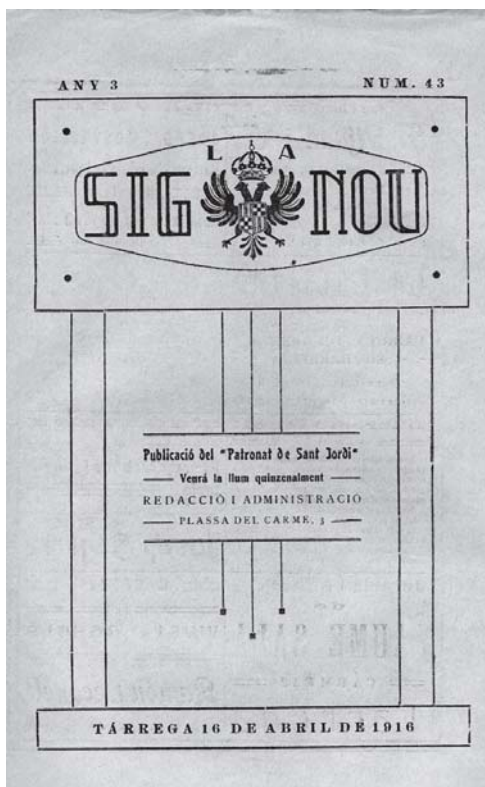 ANY 3 NUM. 43
LA
SIG NOU
Publicació del "Patronat de Sant Jordi"
Veurá la llum quinzenalment
REDACCIÓ I ADMINISTRACIÓ
PLASSA DEL CARME, 3
TÁRREGA 16 DE ABRIL DE 1916